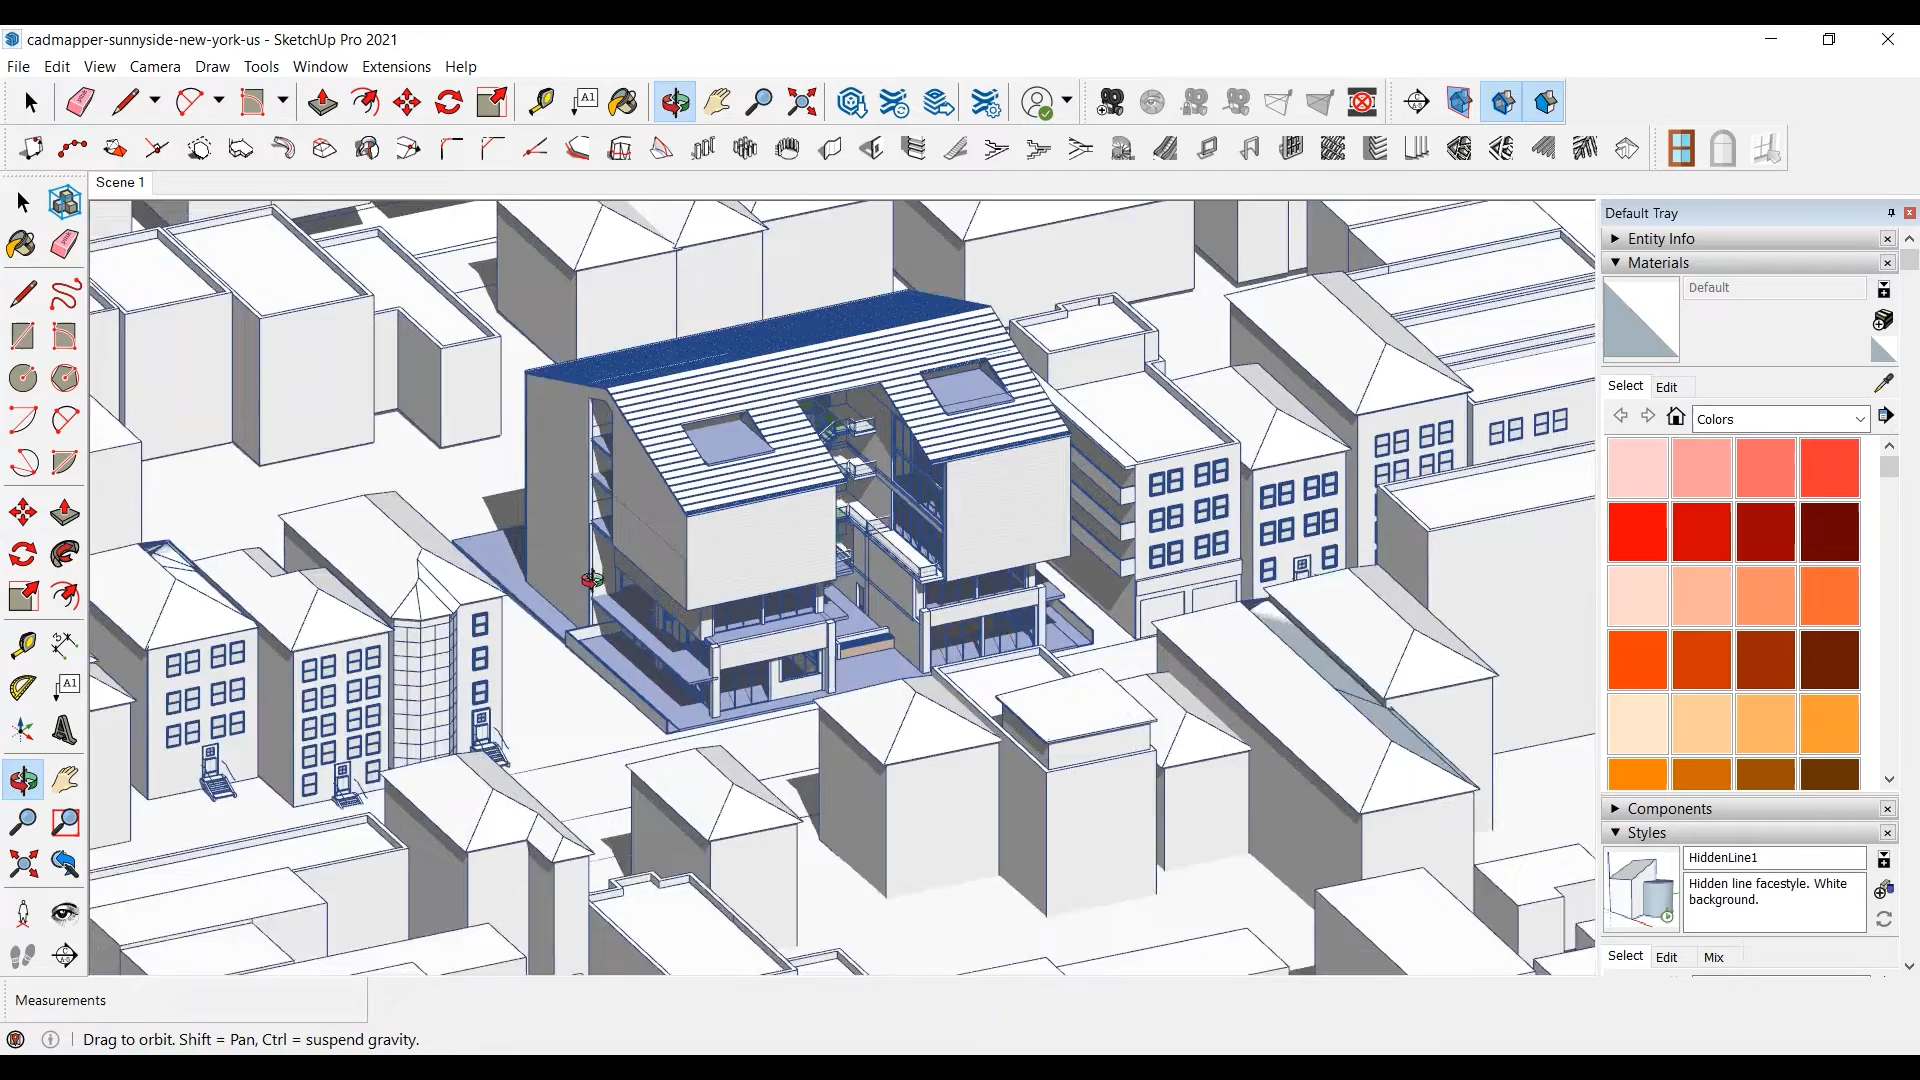 cadmapper-sunnyside-new-york-us - SketchUp Pro 2021
File Edit View Camera Draw Tools Window Extensions Help
A1
Scene 1
Default Tray
Entity Info
Materials
Default
Select Edit
Colors
A1
Components
Styles
HiddenLine1
Hidden line facestyle. White
background.
Select Edit Mix
Measurements
Drag to orbit. Shift = Pan, Ctrl = suspend gravity.